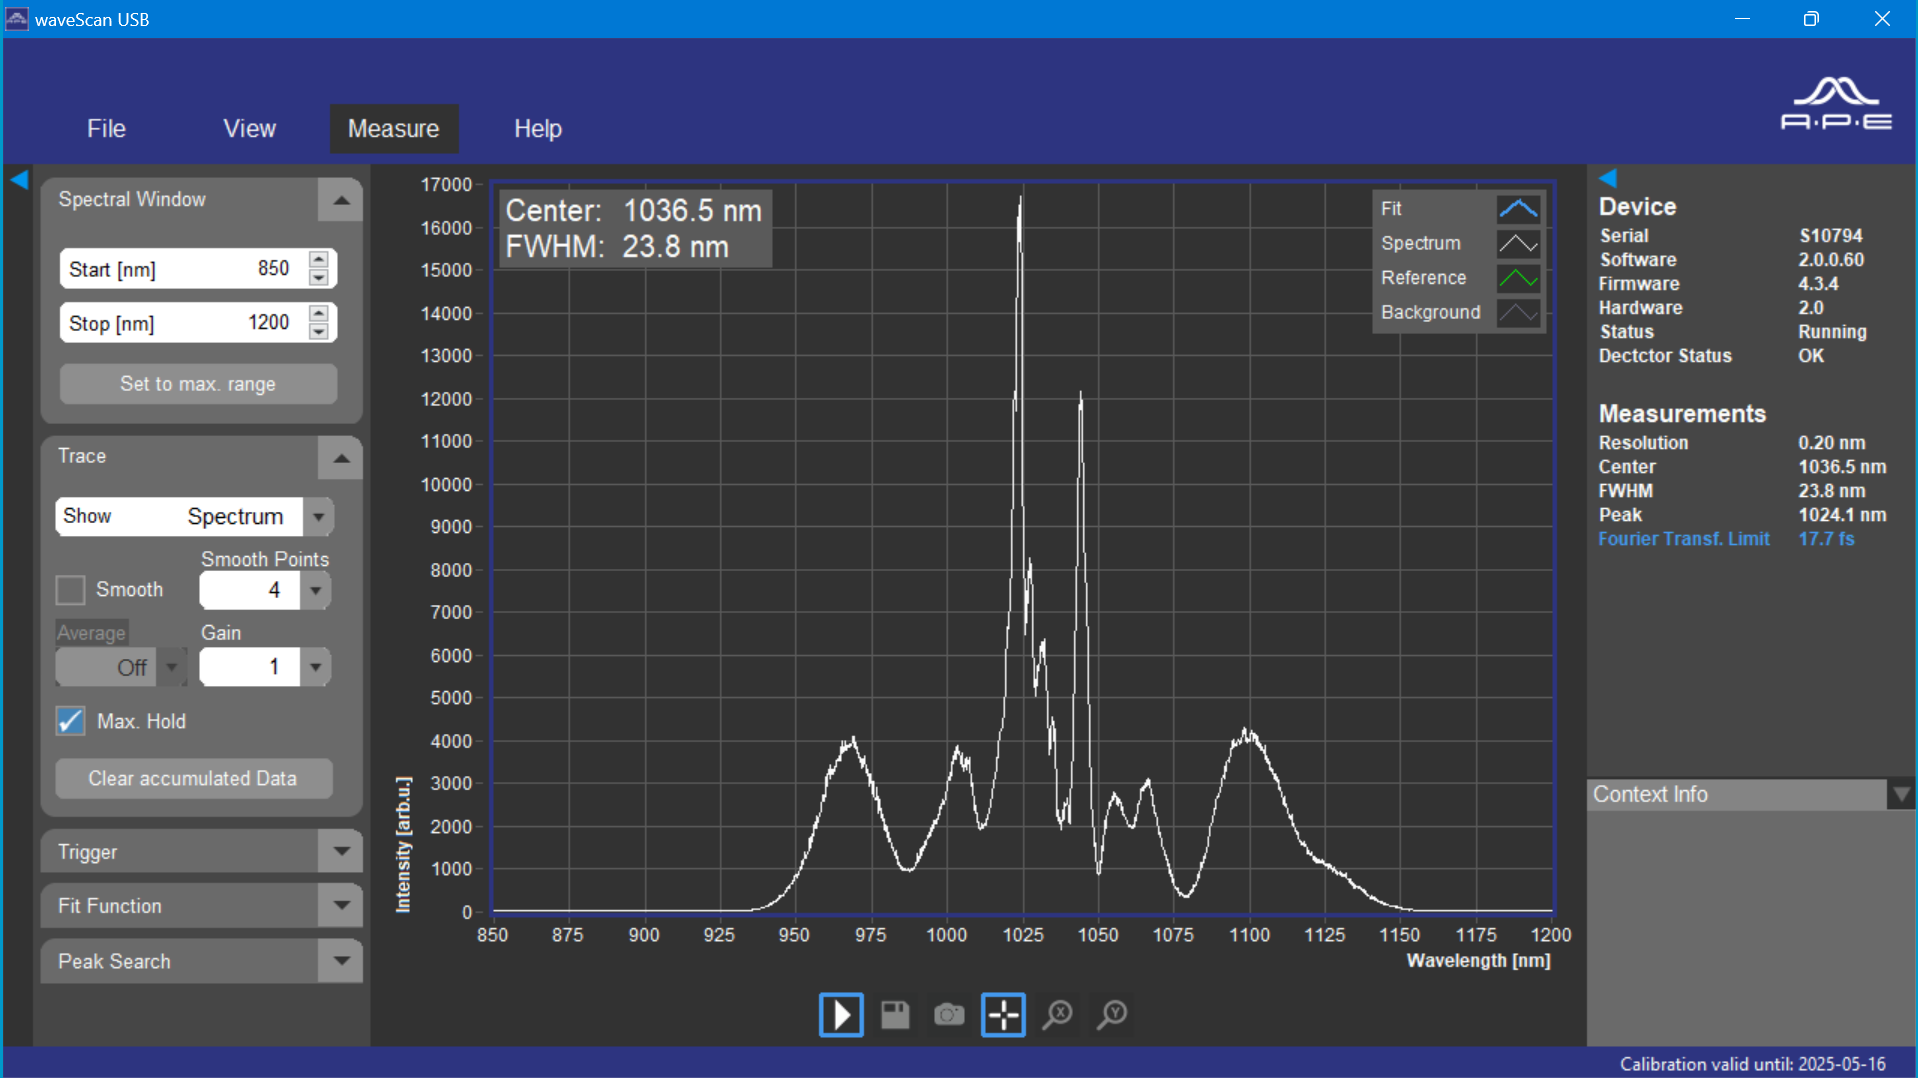 waveScan USB
File View Measure Help
A·P·E
Spectral Window
Start [nm] 850
Stop [nm] 1200
Set to max. range
Trace
Show Spectrum
Smooth Points
Smooth 4
Average Gain
Off 1
Max. Hold
Clear accumulated Data
Trigger
Fit Function
Peak Search
Center: 1036.5 nm
FWHM: 23.8 nm
Fit
Spectrum
Reference
Background
17000
16000
15000
14000
13000
12000
11000
10000
9000
8000
7000
6000
5000
4000
3000
2000
1000
0
Intensity [arb.u.]
850 875 900 925 950 975 1000 1025 1050 1075 1100 1125 1150 1175 1200
Wavelength [nm]
X Y
Device
Serial S10794
Software 2.0.0.60
Firmware 4.3.4
Hardware 2.0
Status Running
Dectctor Status OK
Measurements
Resolution 0.20 nm
Center 1036.5 nm
FWHM 23.8 nm
Peak 1024.1 nm
Fourier Transf. Limit 17.7 fs
Context Info
Calibration valid until: 2025-05-16